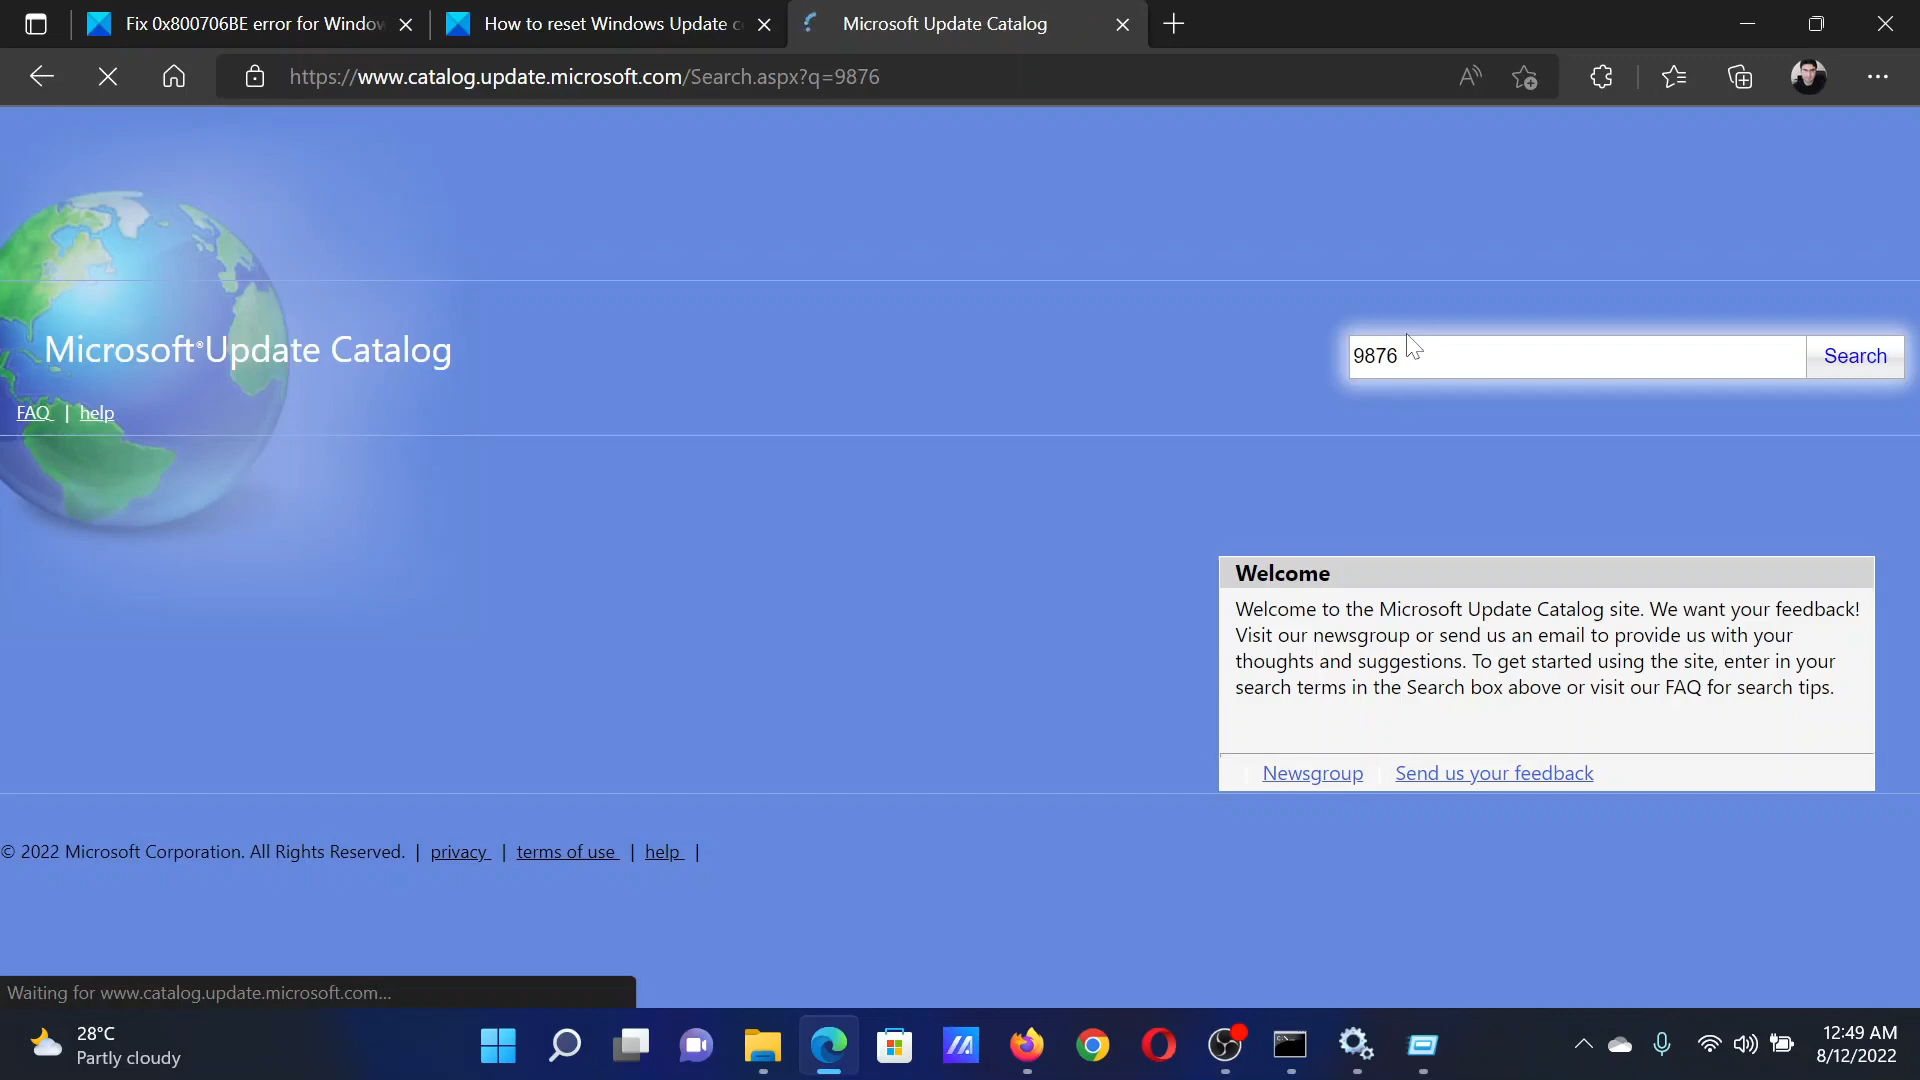 Fix 0x800706BE error for Window
How to reset Windows Update c
Microsoft Update Catalog
https://www.catalog.update.microsoft.com/Search.aspx?q=9876
Microsoft®Update Catalog
9876
Search
FAQ | help
Welcome
Welcome to the Microsoft Update Catalog site. We want your feedback!
Visit our newsgroup or send us an email to provide us with your
thoughts and suggestions. To get started using the site, enter in your
search terms in the Search box above or visit our FAQ for search tips.
Newsgroup | Send us your feedback
© 2022 Microsoft Corporation. All Rights Reserved. | privacy | terms of use | help |
Waiting for www.catalog.update.microsoft.com...
28°C
Partly cloudy
12:49 AM
8/12/2022